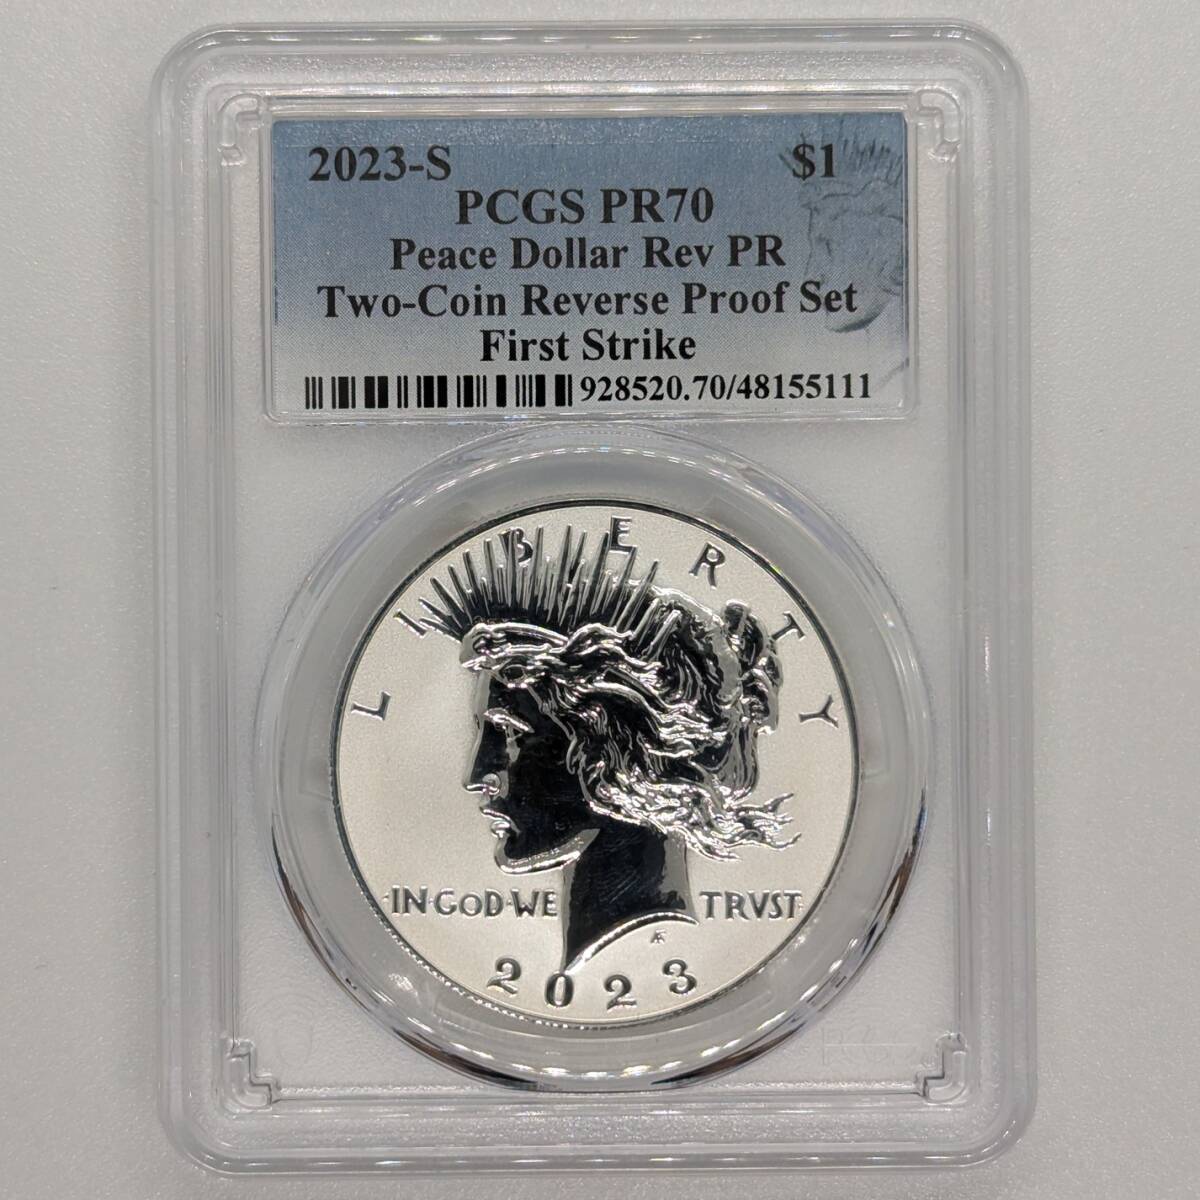 2023-S $1
PCGS PR70
Peace Dollar Rev PR
Two-Coin Reverse Proof Set
First Strike
928520.70/48155111
LIBERTY
IN·GOD·WE TRVST
2023